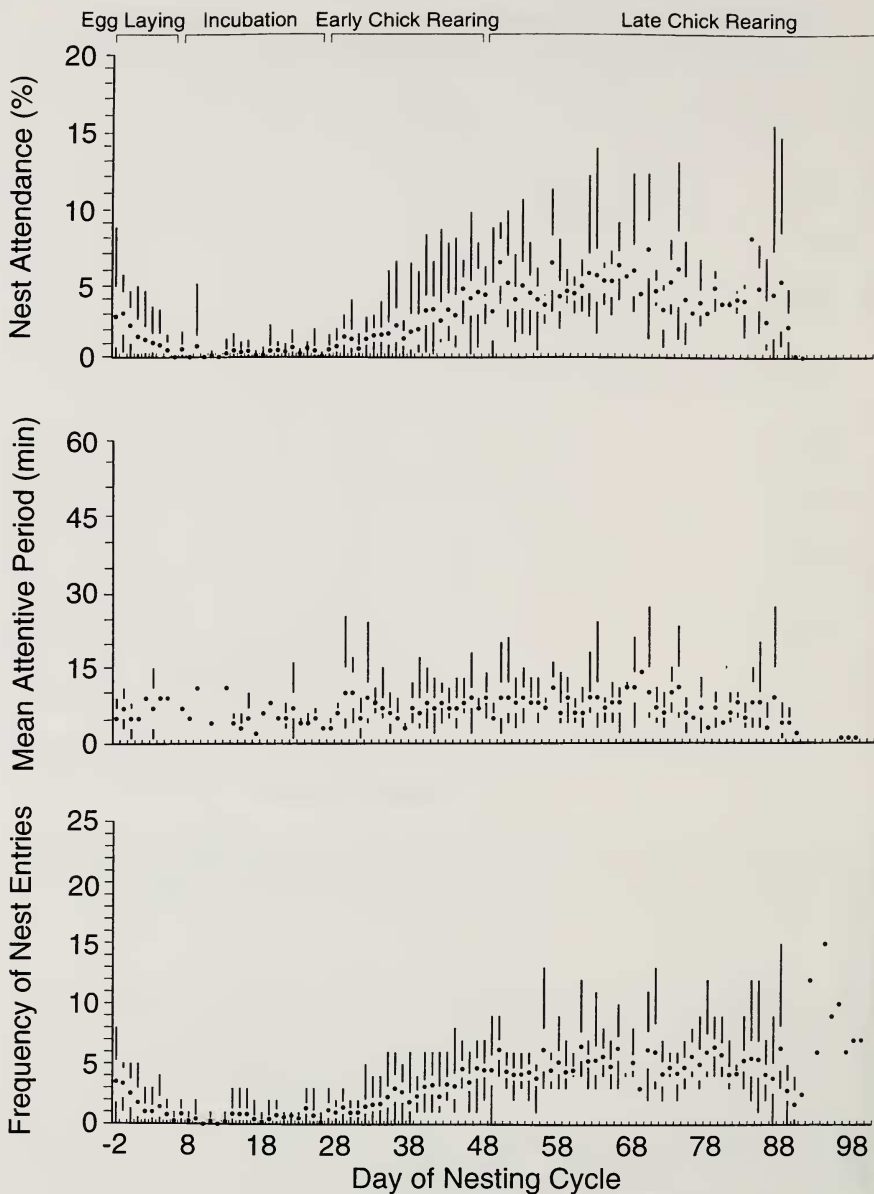 Egg Laying Incubation Early Chick Rearing Late Chick Rearing
Nest Attendance (%)
20
15
10
5
0
Mean Attentive Period (min)
60
45
30
15
0
Frequency of Nest Entries
25
20
15
10
5
0
-2 8 18 28 38 48 58 68 78 88 98
Day of Nesting Cycle